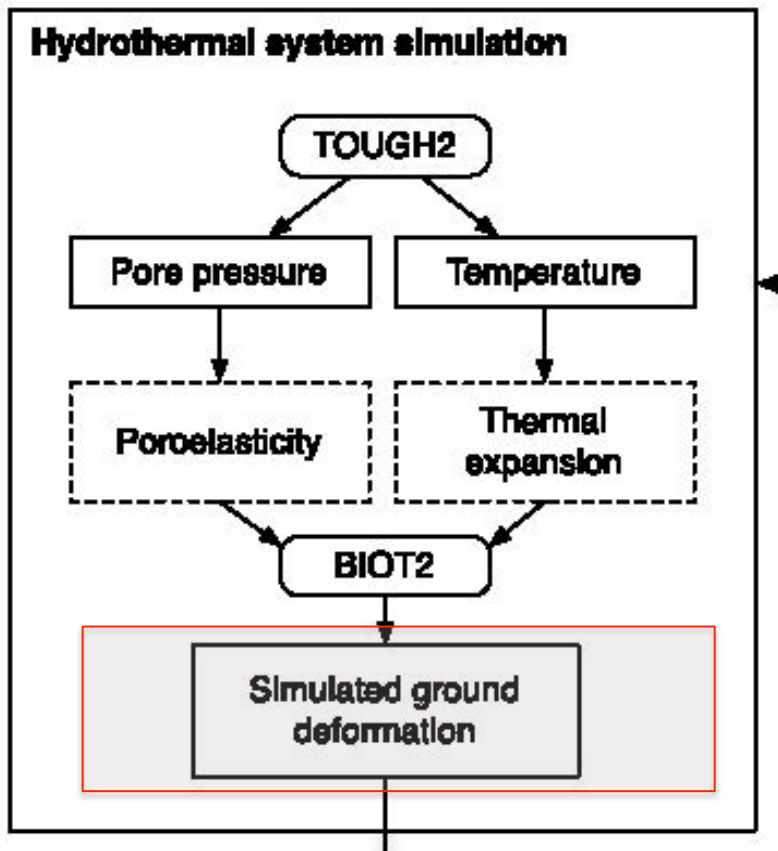 Hydrothermal system simulation
TOUGH2
Pore pressure
Temperature
Poroelasticity
Thermal
expansion
BIOT2
Simulated ground
deformation